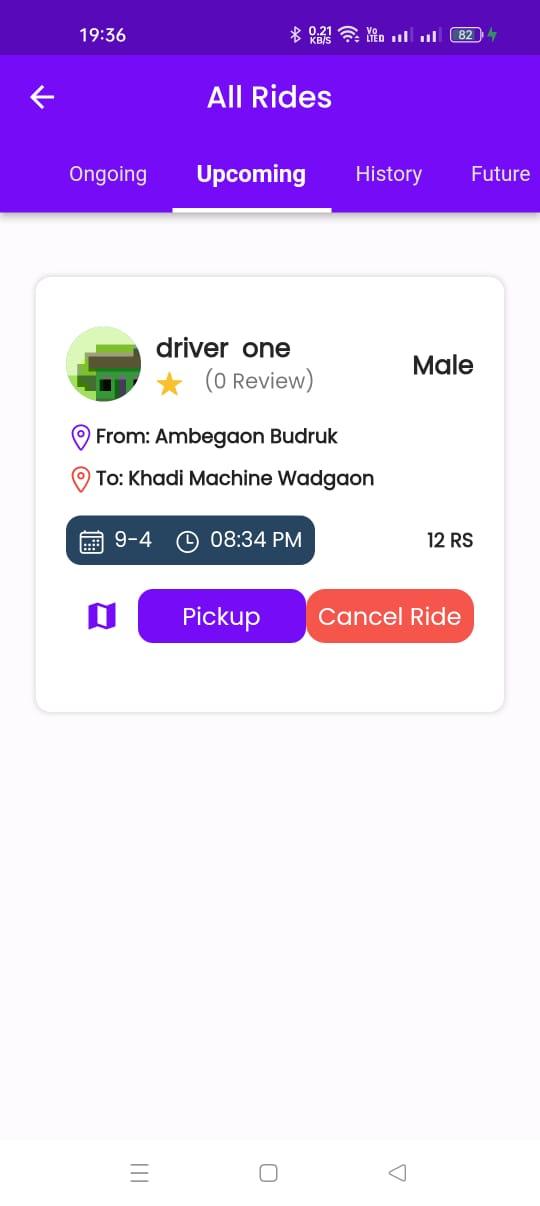 19:36 0.21 KB/S Vo LTE 82
All Rides
Ongoing Upcoming History Future
driver one
(0 Review)
Male
From: Ambegaon Budruk
To: Khadi Machine Wadgaon
9-4 08:34 PM 12 RS
Pickup Cancel Ride